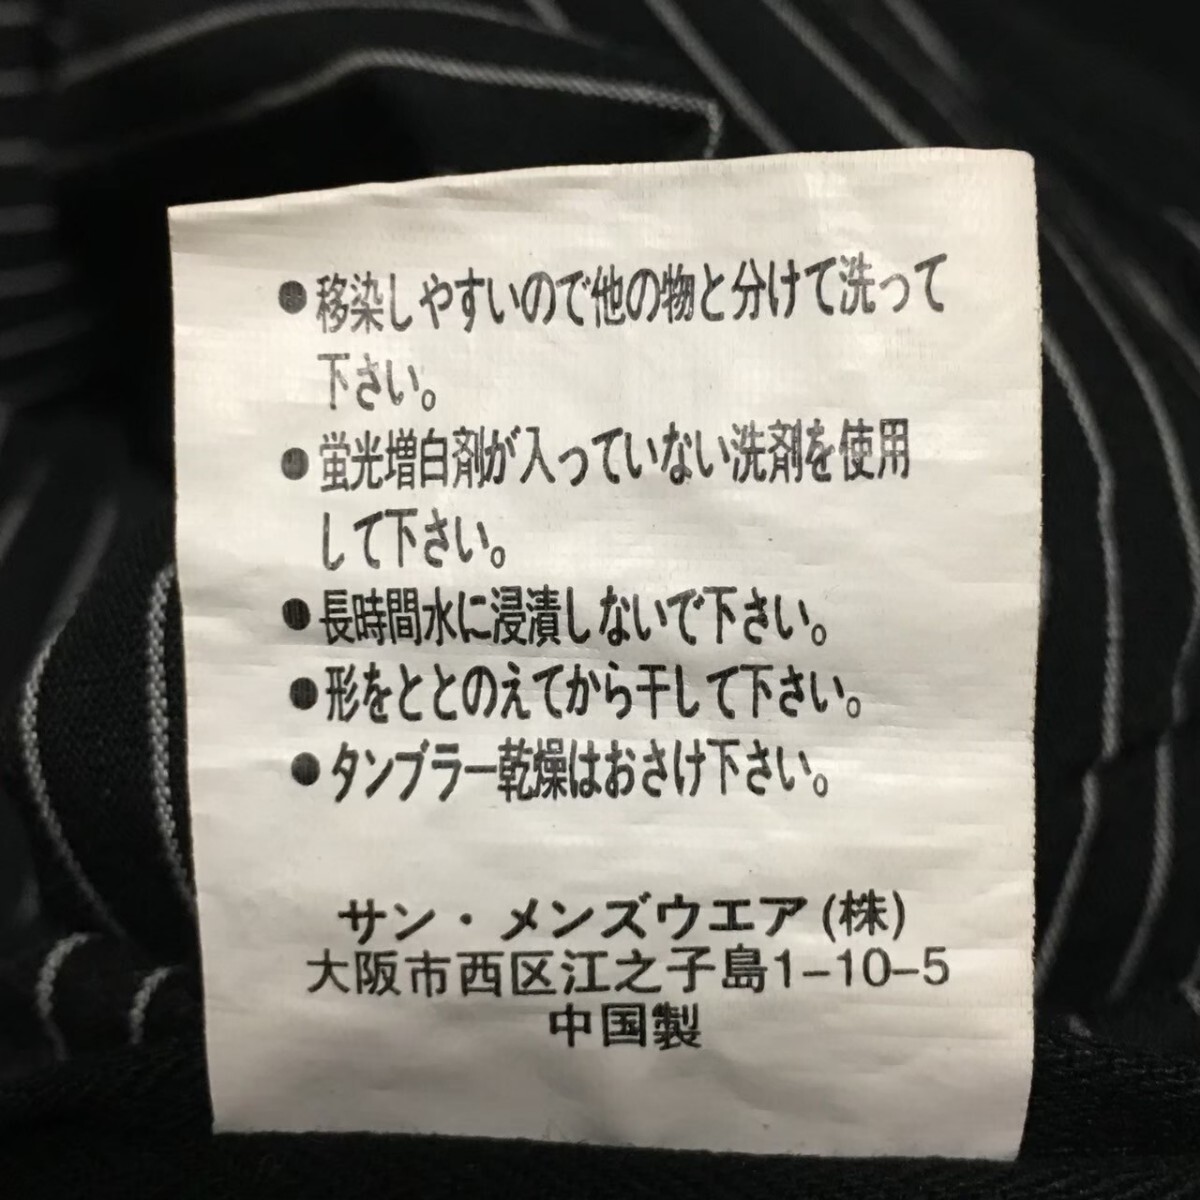 ●移染しやすいので他の物と分けて洗って
下さい。
●蛍光増白剤が入っていない洗剤を使用
して下さい。
●長時間水に浸漬しないで下さい。
●形をととのえてから干して下さい。
●タンブラー乾燥はおさけ下さい。
サン・メンズウエア(株)
大阪市西区江之子島1-10-5
中国製